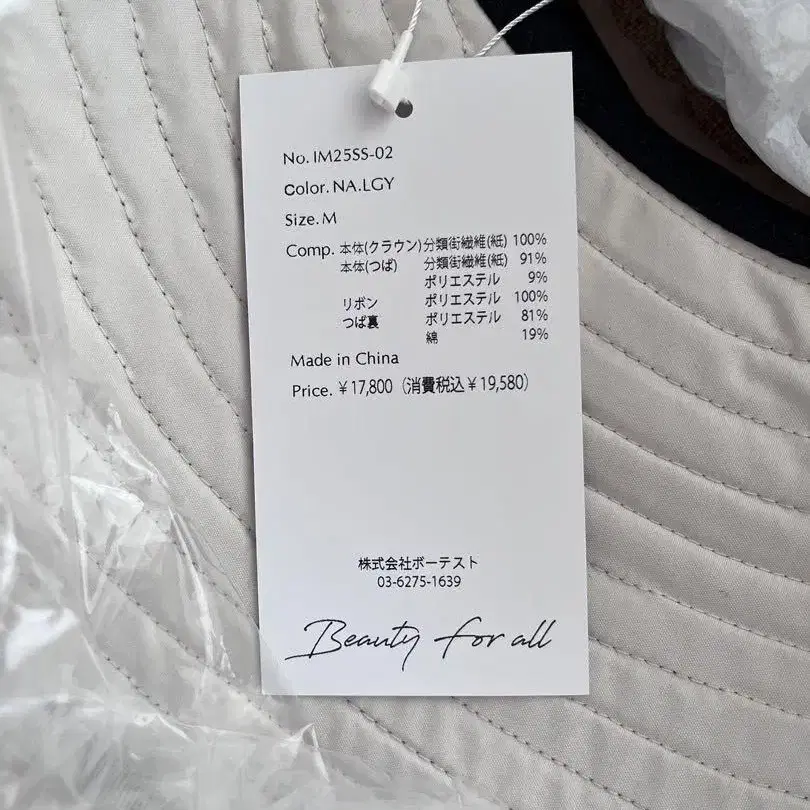 No. IM25SS-02
Color. NA.LGY
Size. M
Comp. 本体(クラウン) 分類街繊維(紙) 100%
本体(つば) 分類街繊維(紙) 91%
ポリエステル 9%
リボン ポリエステル 100%
つば裏 ポリエステル 81%
綿 19%
Made in China
Price. ¥17,800(消費税込¥19,580)
株式会社ボーテスト
03-6275-1639
Beauty for all